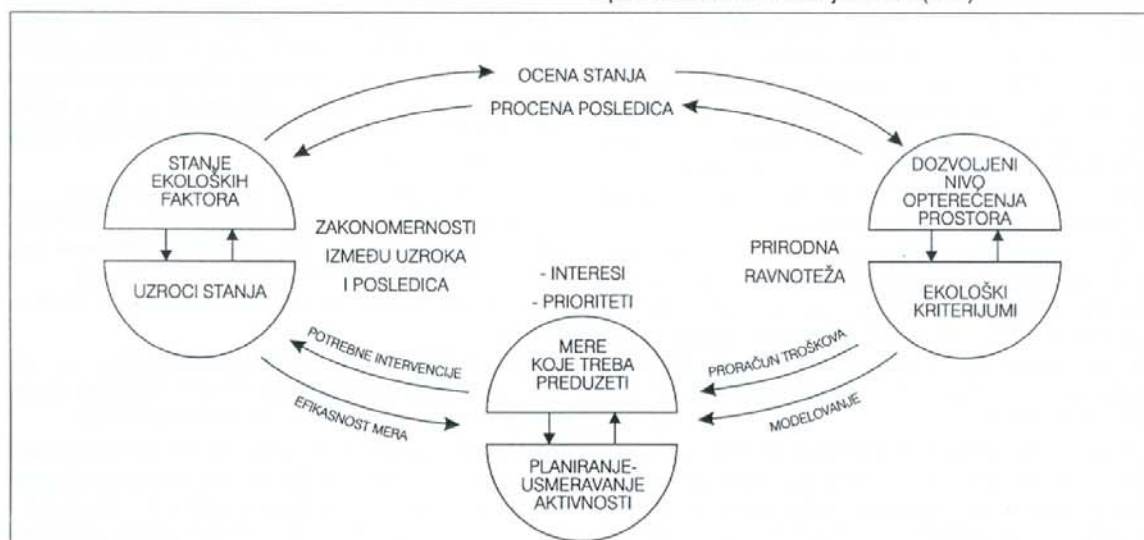 OCENA STANJA
PROCENA POSLEDICA
STANJE
EKOLOŠKIH
FAKTORA
UZROCI STANJA
ZAKONOMERNOSTI
IZMEĐU UZROKA
I POSLEDICA
- INTERESI
- PRIORITETI
PRIRODNA
RAVNOTEŽA
DOZVOLJENI
NIVO
OPTEREĆENJA
PROSTORA
EKOLOŠKI
KRITERIJUMI
POTREBNE INTERVENCIJE
EFIKASNOST MERA
MERE
KOJE TREBA
PREDUZETI
PLANIRANJE-
USMERAVANJE
AKTIVNOSTI
PRORAČUN TROŠKOVA
MODELOVANJE